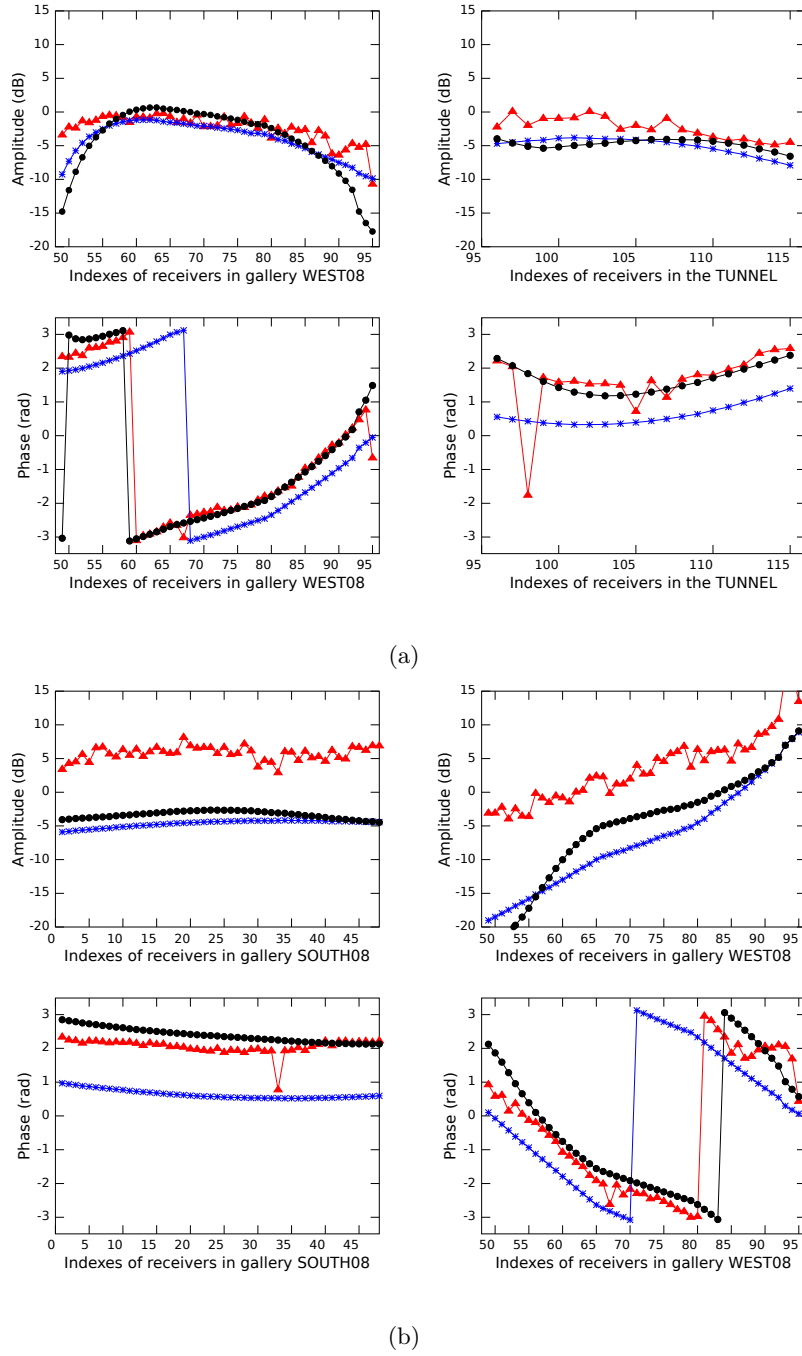 15
10
5
0
-5
-10
-15
-20
Amplitude (dB)
50 55 60 65 70 75 80 85 90 95
Indexes of receivers in gallery WEST08
15
10
5
0
-5
-10
-15
-20
Amplitude (dB)
95 100 105 110 115
Indexes of receivers in the TUNNEL
3
2
1
0
-1
-2
-3
Phase (rad)
50 55 60 65 70 75 80 85 90 95
Indexes of receivers in gallery WEST08
3
2
1
0
-1
-2
-3
Phase (rad)
95 100 105 110 115
Indexes of receivers in the TUNNEL
(a)
15
10
5
0
-5
-10
-15
-20
Amplitude (dB)
0 5 10 15 20 25 30 35 40 45
Indexes of receivers in gallery SOUTH08
15
10
5
0
-5
-10
-15
-20
Amplitude (dB)
50 55 60 65 70 75 80 85 90 95
Indexes of receivers in gallery WEST08
3
2
1
0
-1
-2
-3
Phase (rad)
0 5 10 15 20 25 30 35 40 45
Indexes of receivers in gallery SOUTH08
3
2
1
0
-1
-2
-3
Phase (rad)
50 55 60 65 70 75 80 85 90 95
Indexes of receivers in gallery WEST08
(b)